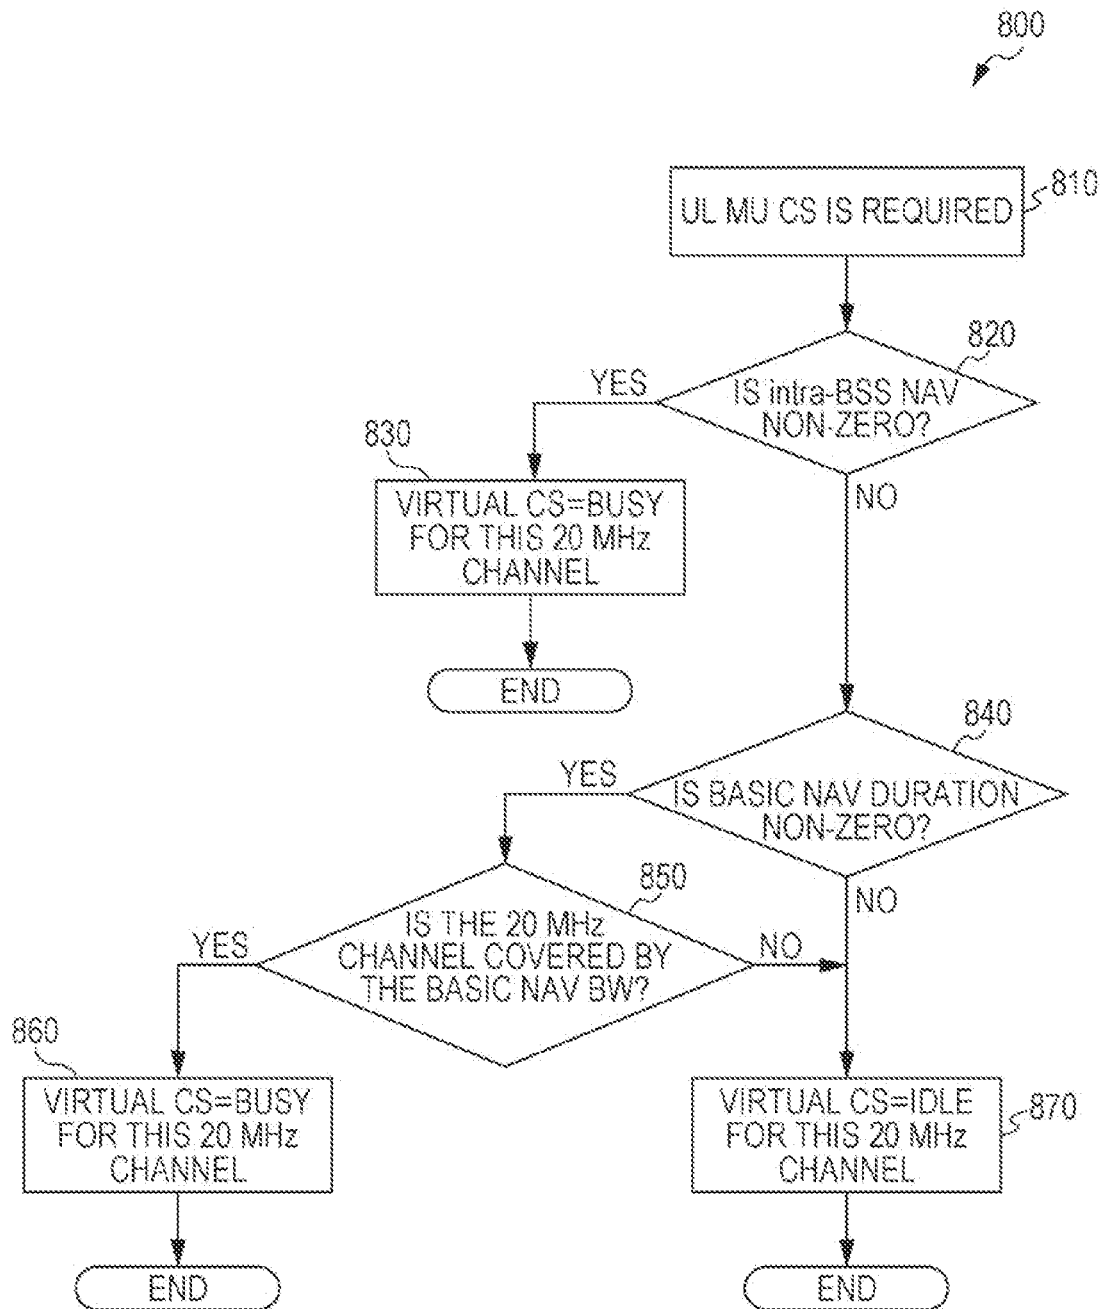 800
UL MU CS IS REQUIRED
810
820
IS intra-BSS NAV
NON-ZERO?
YES
NO
830
VIRTUAL CS=BUSY
FOR THIS 20 MHz
CHANNEL
END
840
IS BASIC NAV DURATION
NON-ZERO?
YES
NO
850
IS THE 20 MHz
CHANNEL COVERED BY
THE BASIC NAV BW?
YES
NO
860
VIRTUAL CS=BUSY
FOR THIS 20 MHz
CHANNEL
END
VIRTUAL CS=IDLE
FOR THIS 20 MHz
CHANNEL
870
END